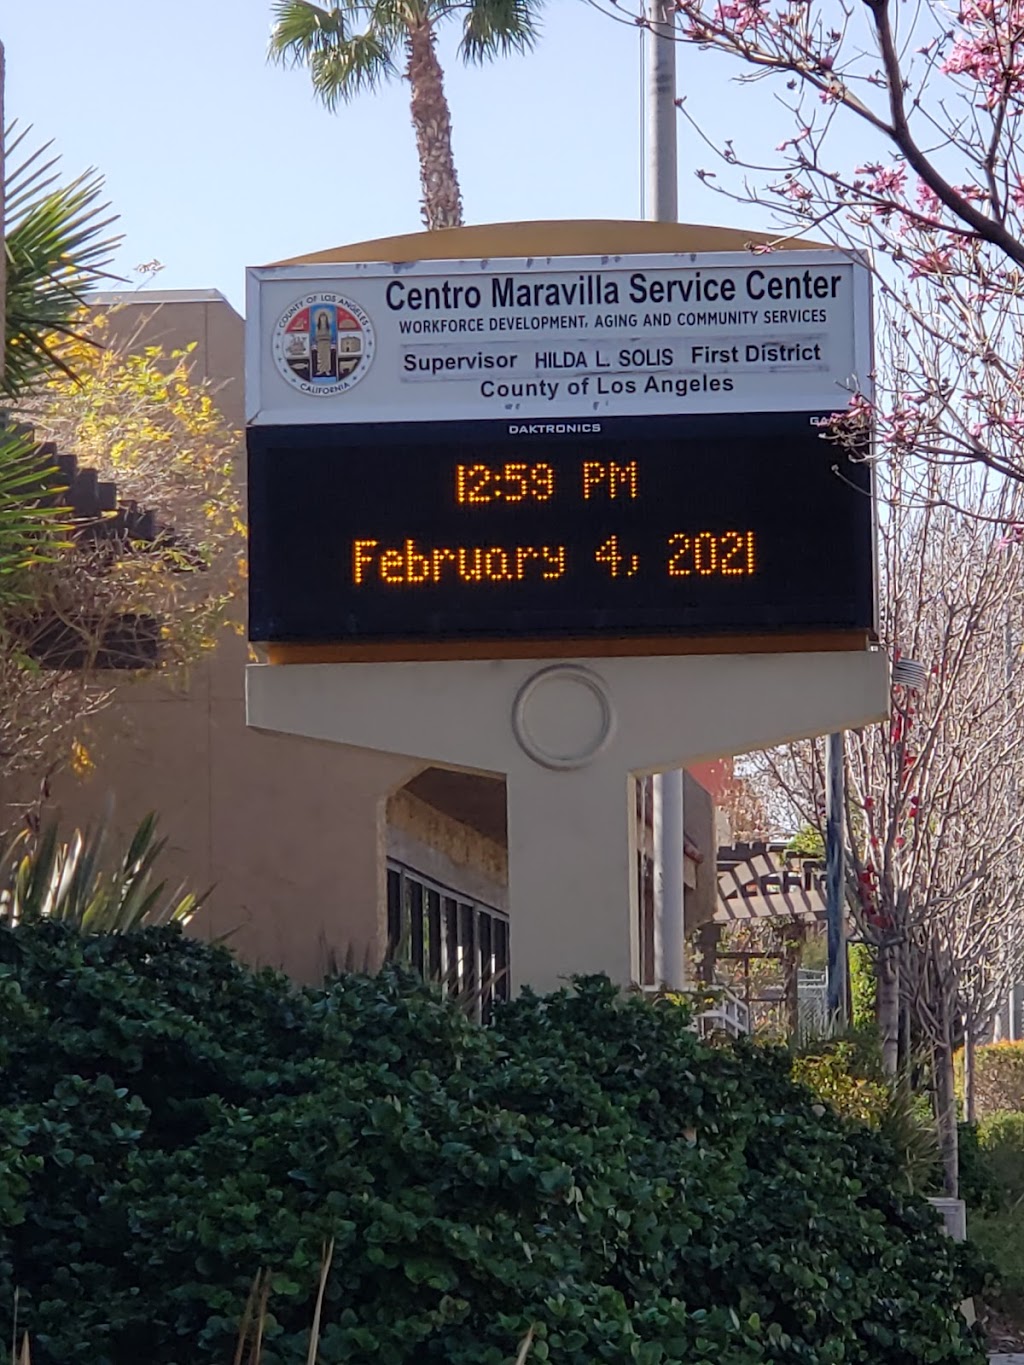 Centro Maravilla Service Center
WORKFORCE DEVELOPMENT, AGING AND COMMUNITY SERVICES
Supervisor HILDA L. SOLIS First District
County of Los Angeles
COUNTY OF LOS ANGELES
CALIFORNIA
DAKTRONICS
12:59 PM
February 4, 2021